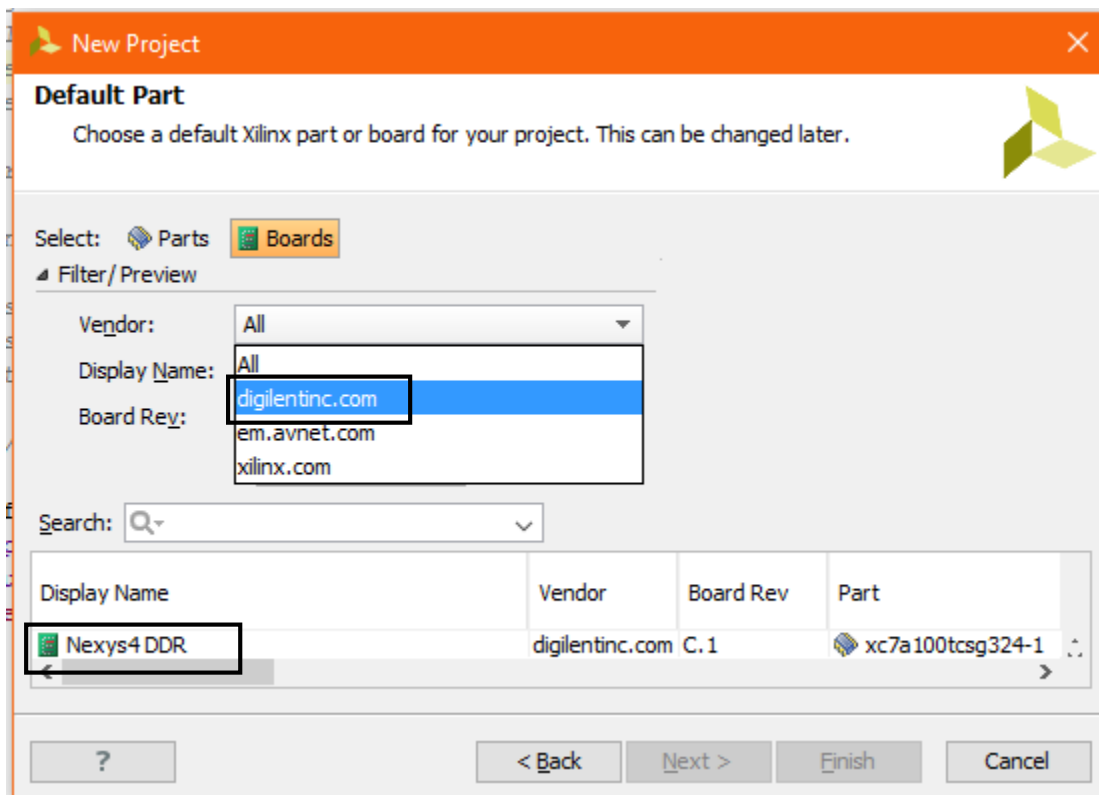 New Project
Default Part
Choose a default Xilinx part or board for your project. This can be changed later.
Select: Parts Boards
Filter/ Preview
Vendor: All
All
Display Name:
digilentinc.com
Board Rev:
em.avnet.com
xilinx.com
Search:
Display Name Vendor Board Rev Part
Nexys4 DDR digilentinc.com C.1 xc7a100tcsg324-1
? < Back Next > Finish Cancel